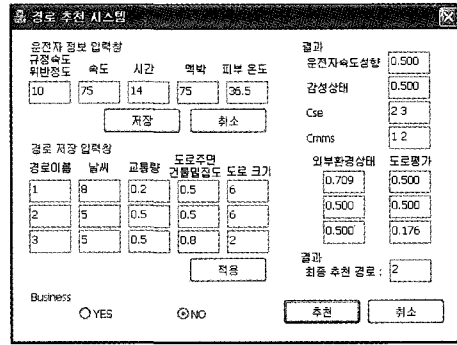 경로 추천 시스템
운전자 정보 입력창
규정속도 위반정도 속도 시간 맥박 피부 온도
10 75 14 75 36.5
저장 취소
경로 저장 입력창
경로이름 날씨 교통량 도로주면 건물밀집도 도로 크기
1 8 0.2 0.5 6
2 5 0.5 0.5 6
3 5 0.5 0.8 2
적용
Business
YES NO
결과
운전자속도성향 0.500
감성상태 0.500
Cse 2 3
Cmms 1 2
외부환경상태 도로평가
0.709 0.500
0.500 0.500
0.500 0.176
결과
최종 추천 경로 : 2
추천 취소